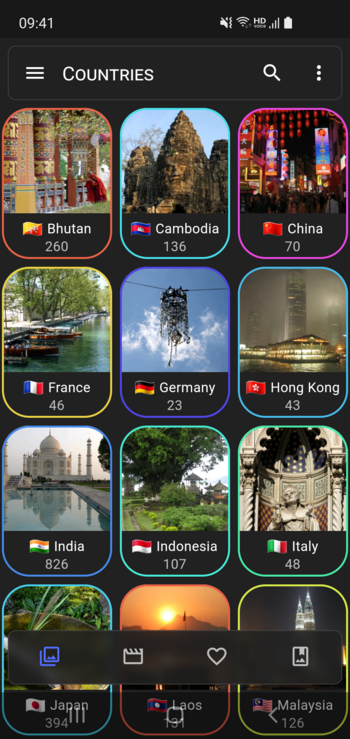 09:41
HD
VOICE
COUNTRIES
Bhutan
260
Cambodia
136
China
70
France
46
Germany
23
Hong Kong
43
India
826
Indonesia
107
Italy
48
Japan
394
Laos
131
Malaysia
126